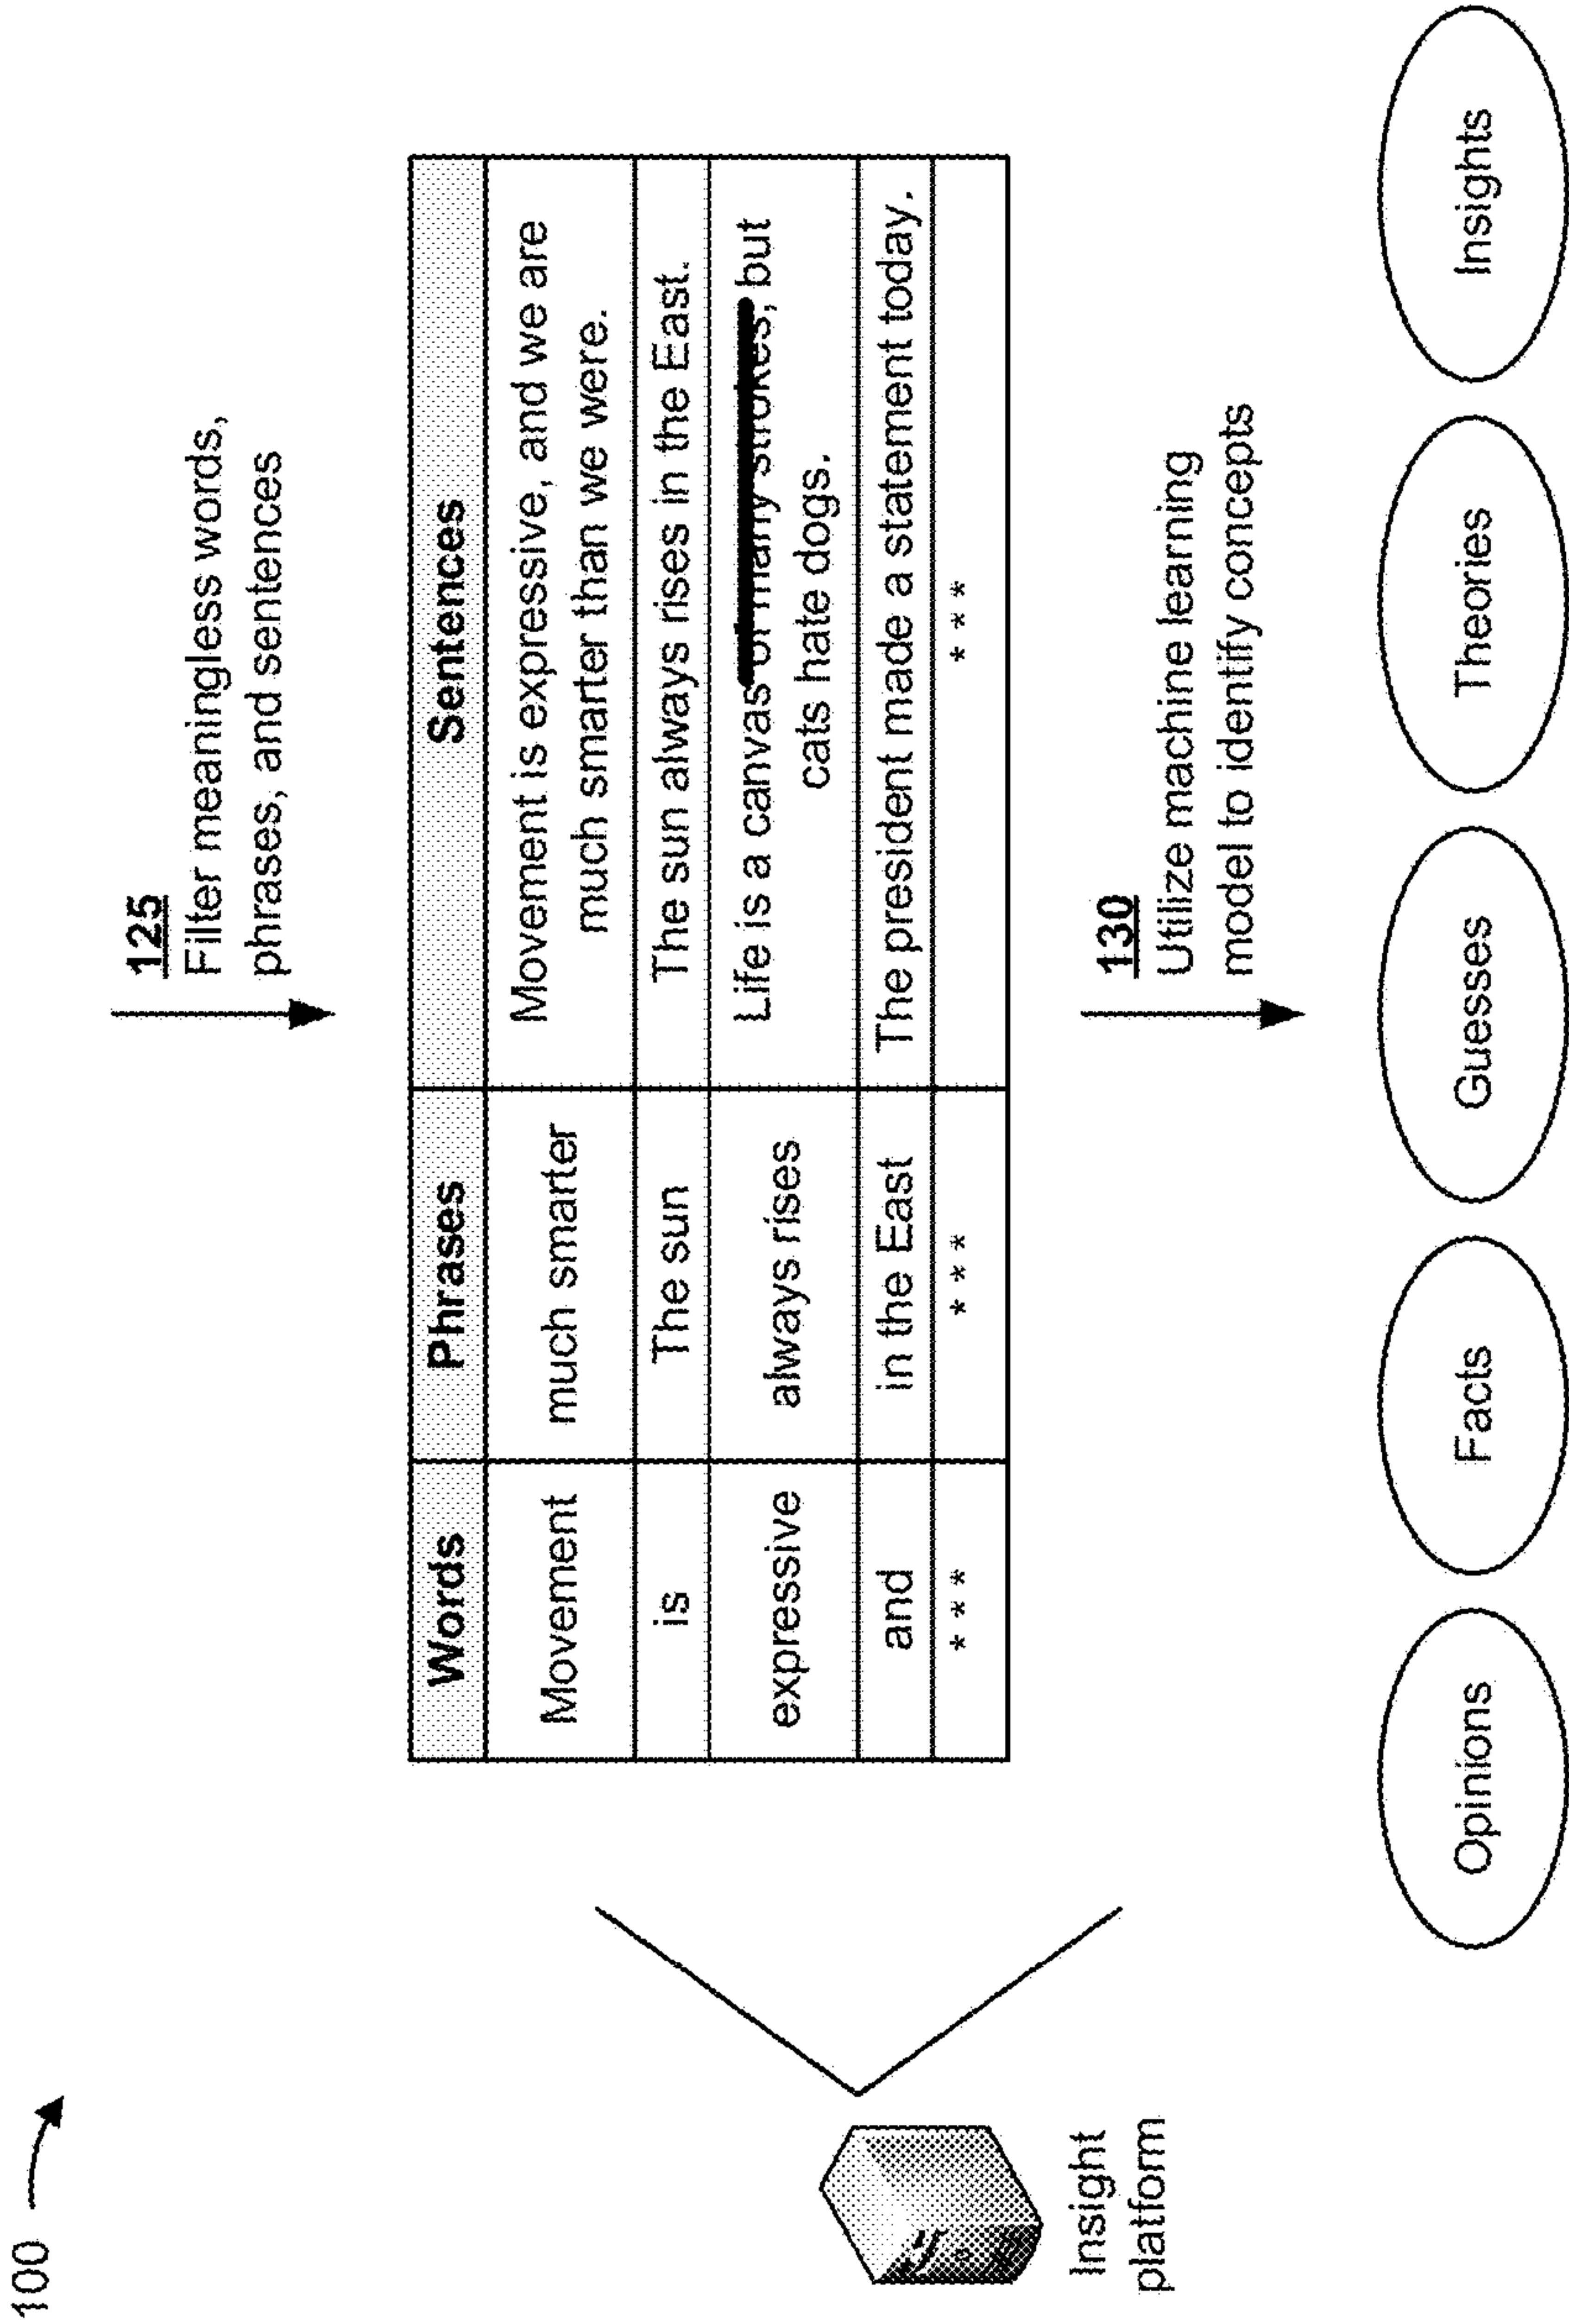 100
125
Filter meaningless words,
phrases, and sentences
Words Phrases Sentences
Movement much smarter Movement is expressive, and we are
much smarter than we were.
is The sun The sun always rises in the East.
expressive always rises Life is a canvas of many strokes, but
cats hate dogs.
and in the East The president made a statement today.
*** *** ***
Insight
platform
130
Utilize machine learning
model to identify concepts
Opinions Facts Guesses Theories Insights